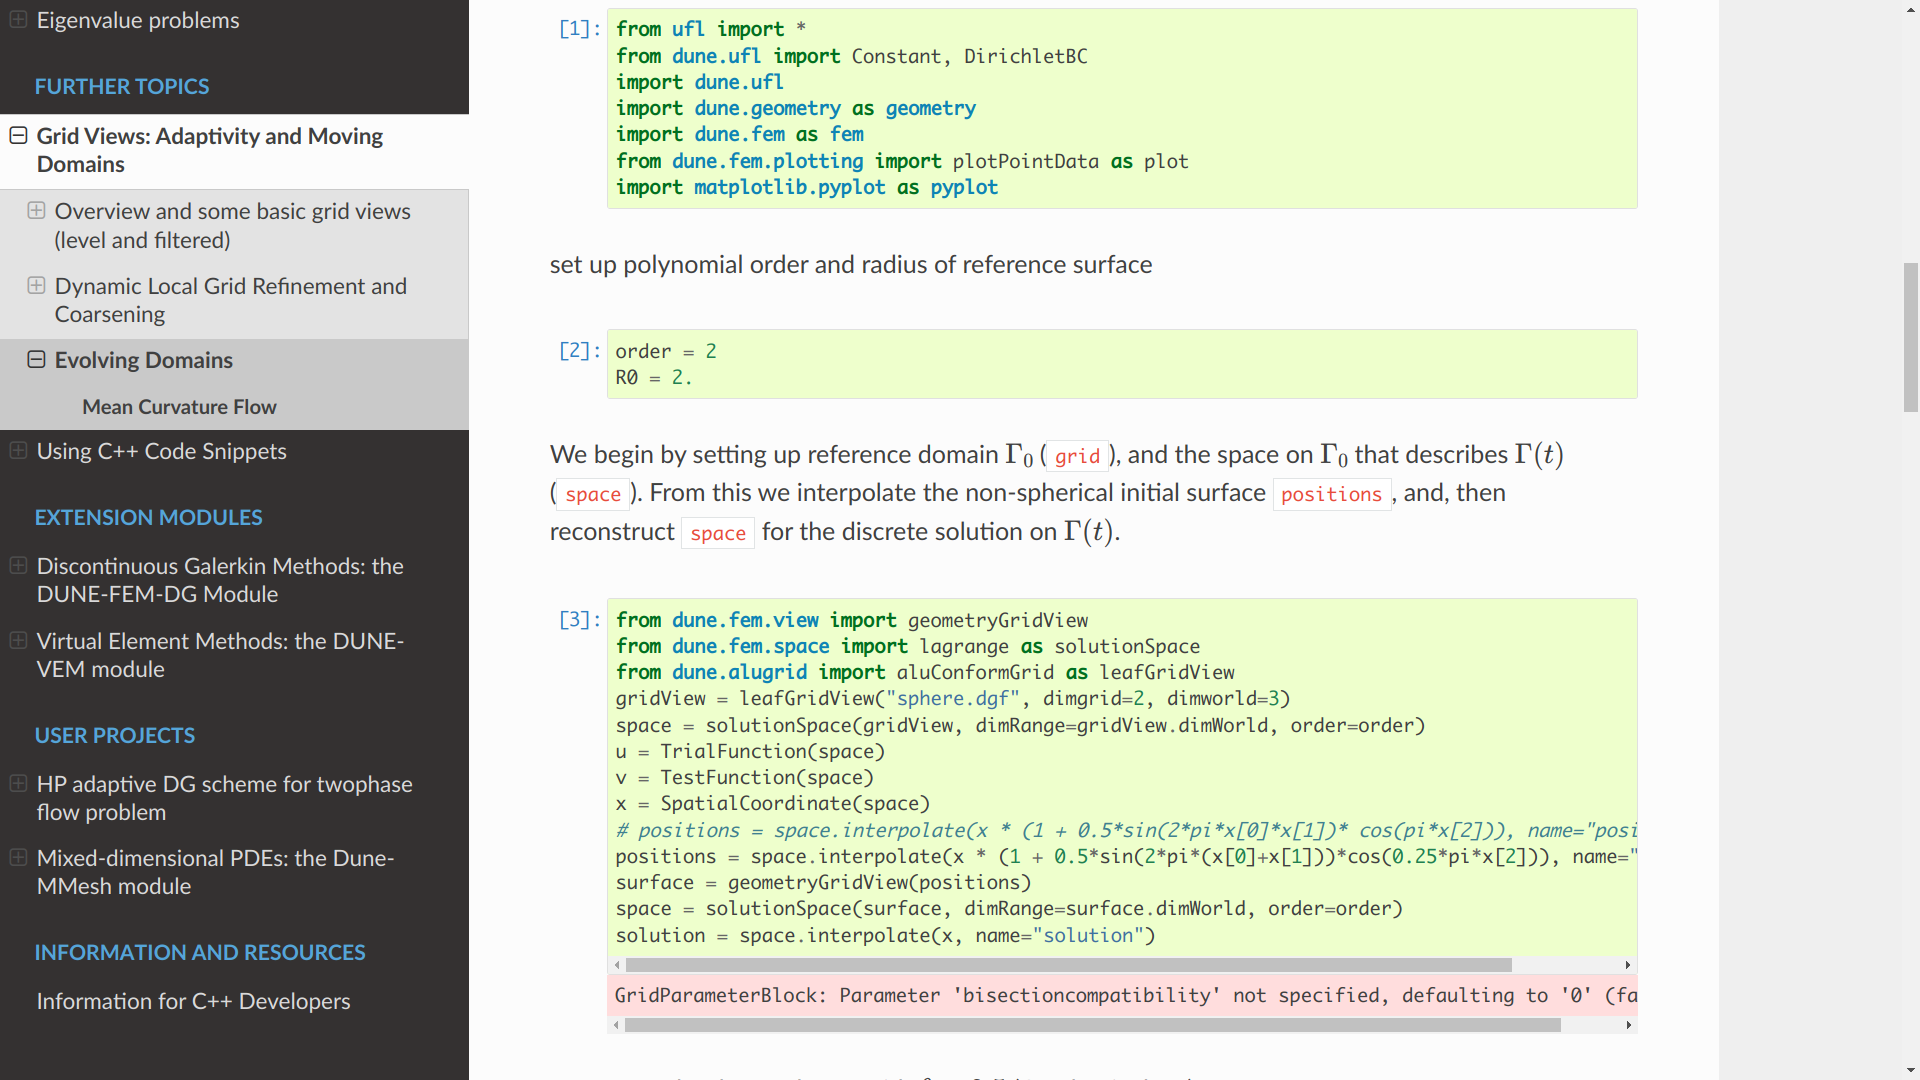 Eigenvalue problems
FURTHER TOPICS
Grid Views: Adaptivity and Moving
Domains
Overview and some basic grid views
(level and filtered)
Dynamic Local Grid Refinement and
Coarsening
Evolving Domains
Mean Curvature Flow
Using C++ Code Snippets
EXTENSION MODULES
Discontinuous Galerkin Methods: the
DUNE-FEM-DG Module
Virtual Element Methods: the DUNE-
VEM module
USER PROJECTS
HP adaptive DG scheme for twophase
flow problem
Mixed-dimensional PDEs: the Dune-
MMesh module
INFORMATION AND RESOURCES
Information for C++ Developers
[1]: from ufl import *
from dune.ufl import Constant, DirichletBC
import dune.ufl
import dune.geometry as geometry
import dune.fem as fem
from dune.fem.plotting import plotPointData as plot
import matplotlib.pyplot as pyplot
set up polynomial order and radius of reference surface
[2]: order = 2
R0 = 2.
We begin by setting up reference domain Γ₀ (grid), and the space on Γ₀ that describes Γ(t)
(space). From this we interpolate the non-spherical initial surface positions, and, then
reconstruct space for the discrete solution on Γ(t).
[3]: from dune.fem.view import geometryGridView
from dune.fem.space import lagrange as solutionSpace
from dune.alugrid import aluConformGrid as leafGridView
gridView = leafGridView("sphere.dgf", dimgrid=2, dimworld=3)
space = solutionSpace(gridView, dimRange=gridView.dimWorld, order=order)
u = TrialFunction(space)
v = TestFunction(space)
x = SpatialCoordinate(space)
# positions = space.interpolate(x * (1 + 0.5*sin(2*pi*x[0]*x[1])* cos(pi*x[2])), name="posi
positions = space.interpolate(x * (1 + 0.5*sin(2*pi*(x[0]+x[1]))*cos(0.25*pi*x[2])), name="
surface = geometryGridView(positions)
space = solutionSpace(surface, dimRange=surface.dimWorld, order=order)
solution = space.interpolate(x, name="solution")
GridParameterBlock: Parameter 'bisectioncompatibility' not specified, defaulting to '0' (fa